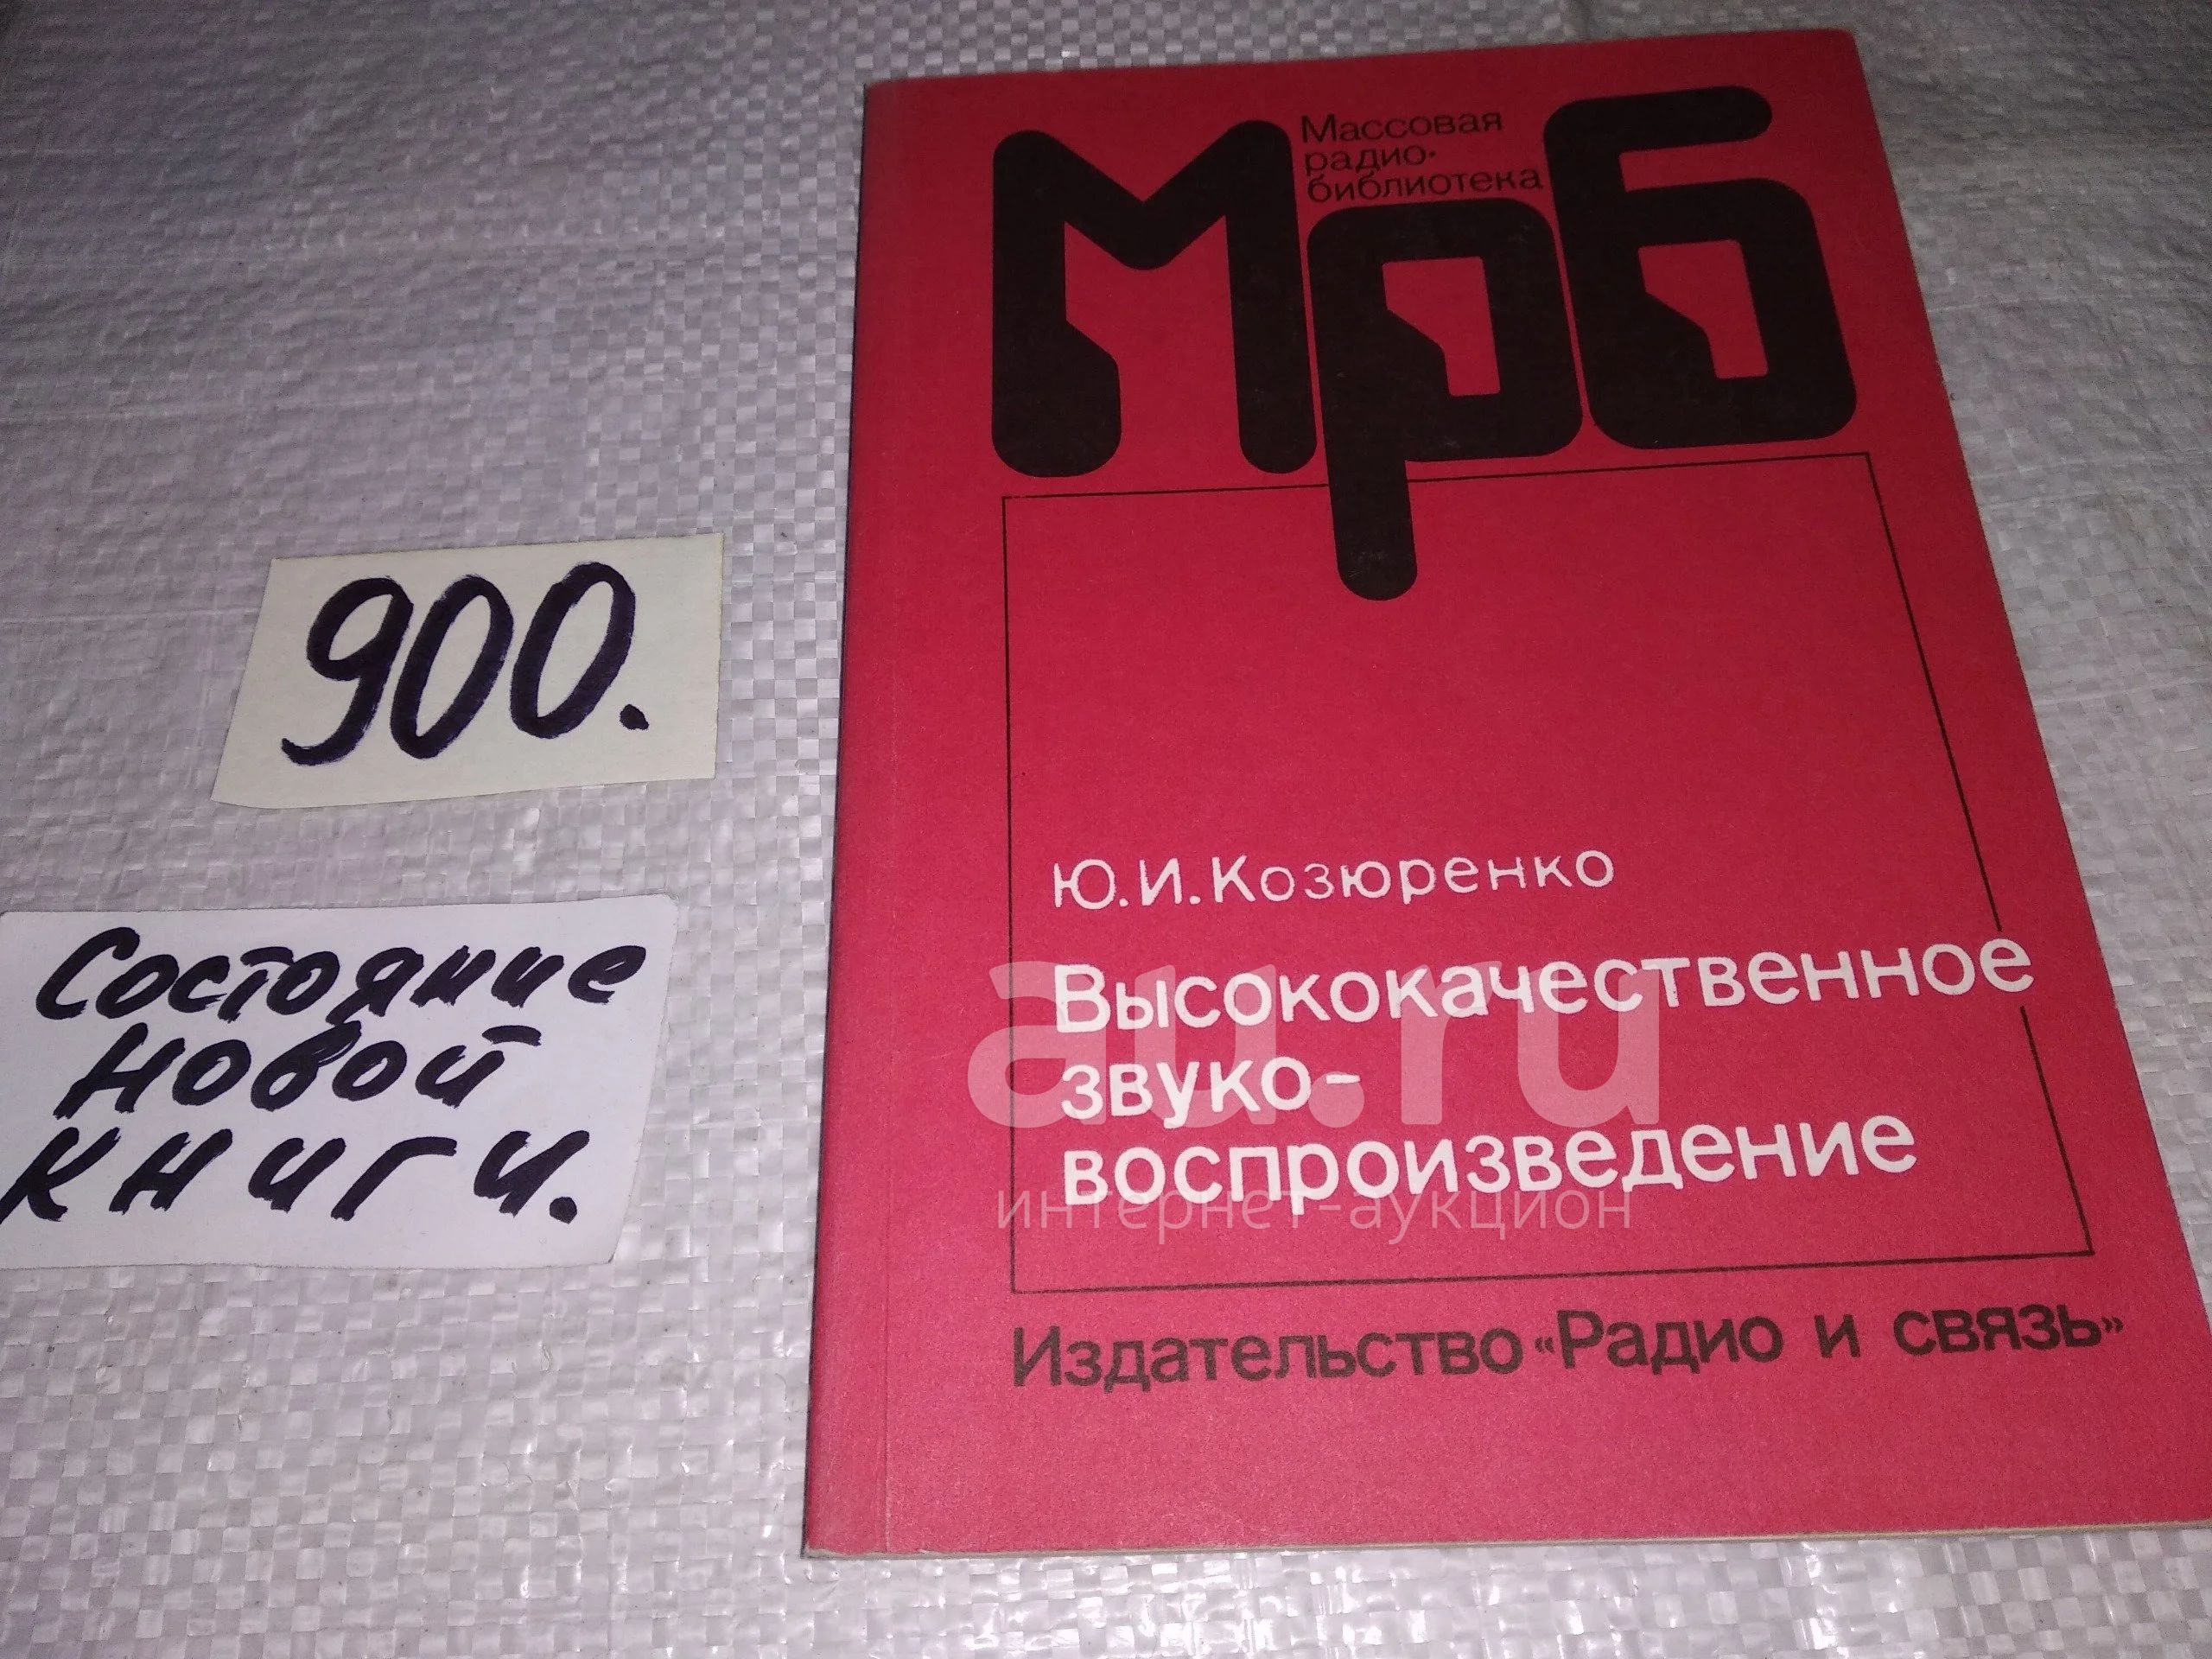 Мрб
Массовая
радио-
библиотека
900.
Состояние
новой
книги.
Ю.И.Козюренко
Высококачественное
звуко-
воспроизведение
au.ru
интернет-аукцион
Издательство «Радио и связь»